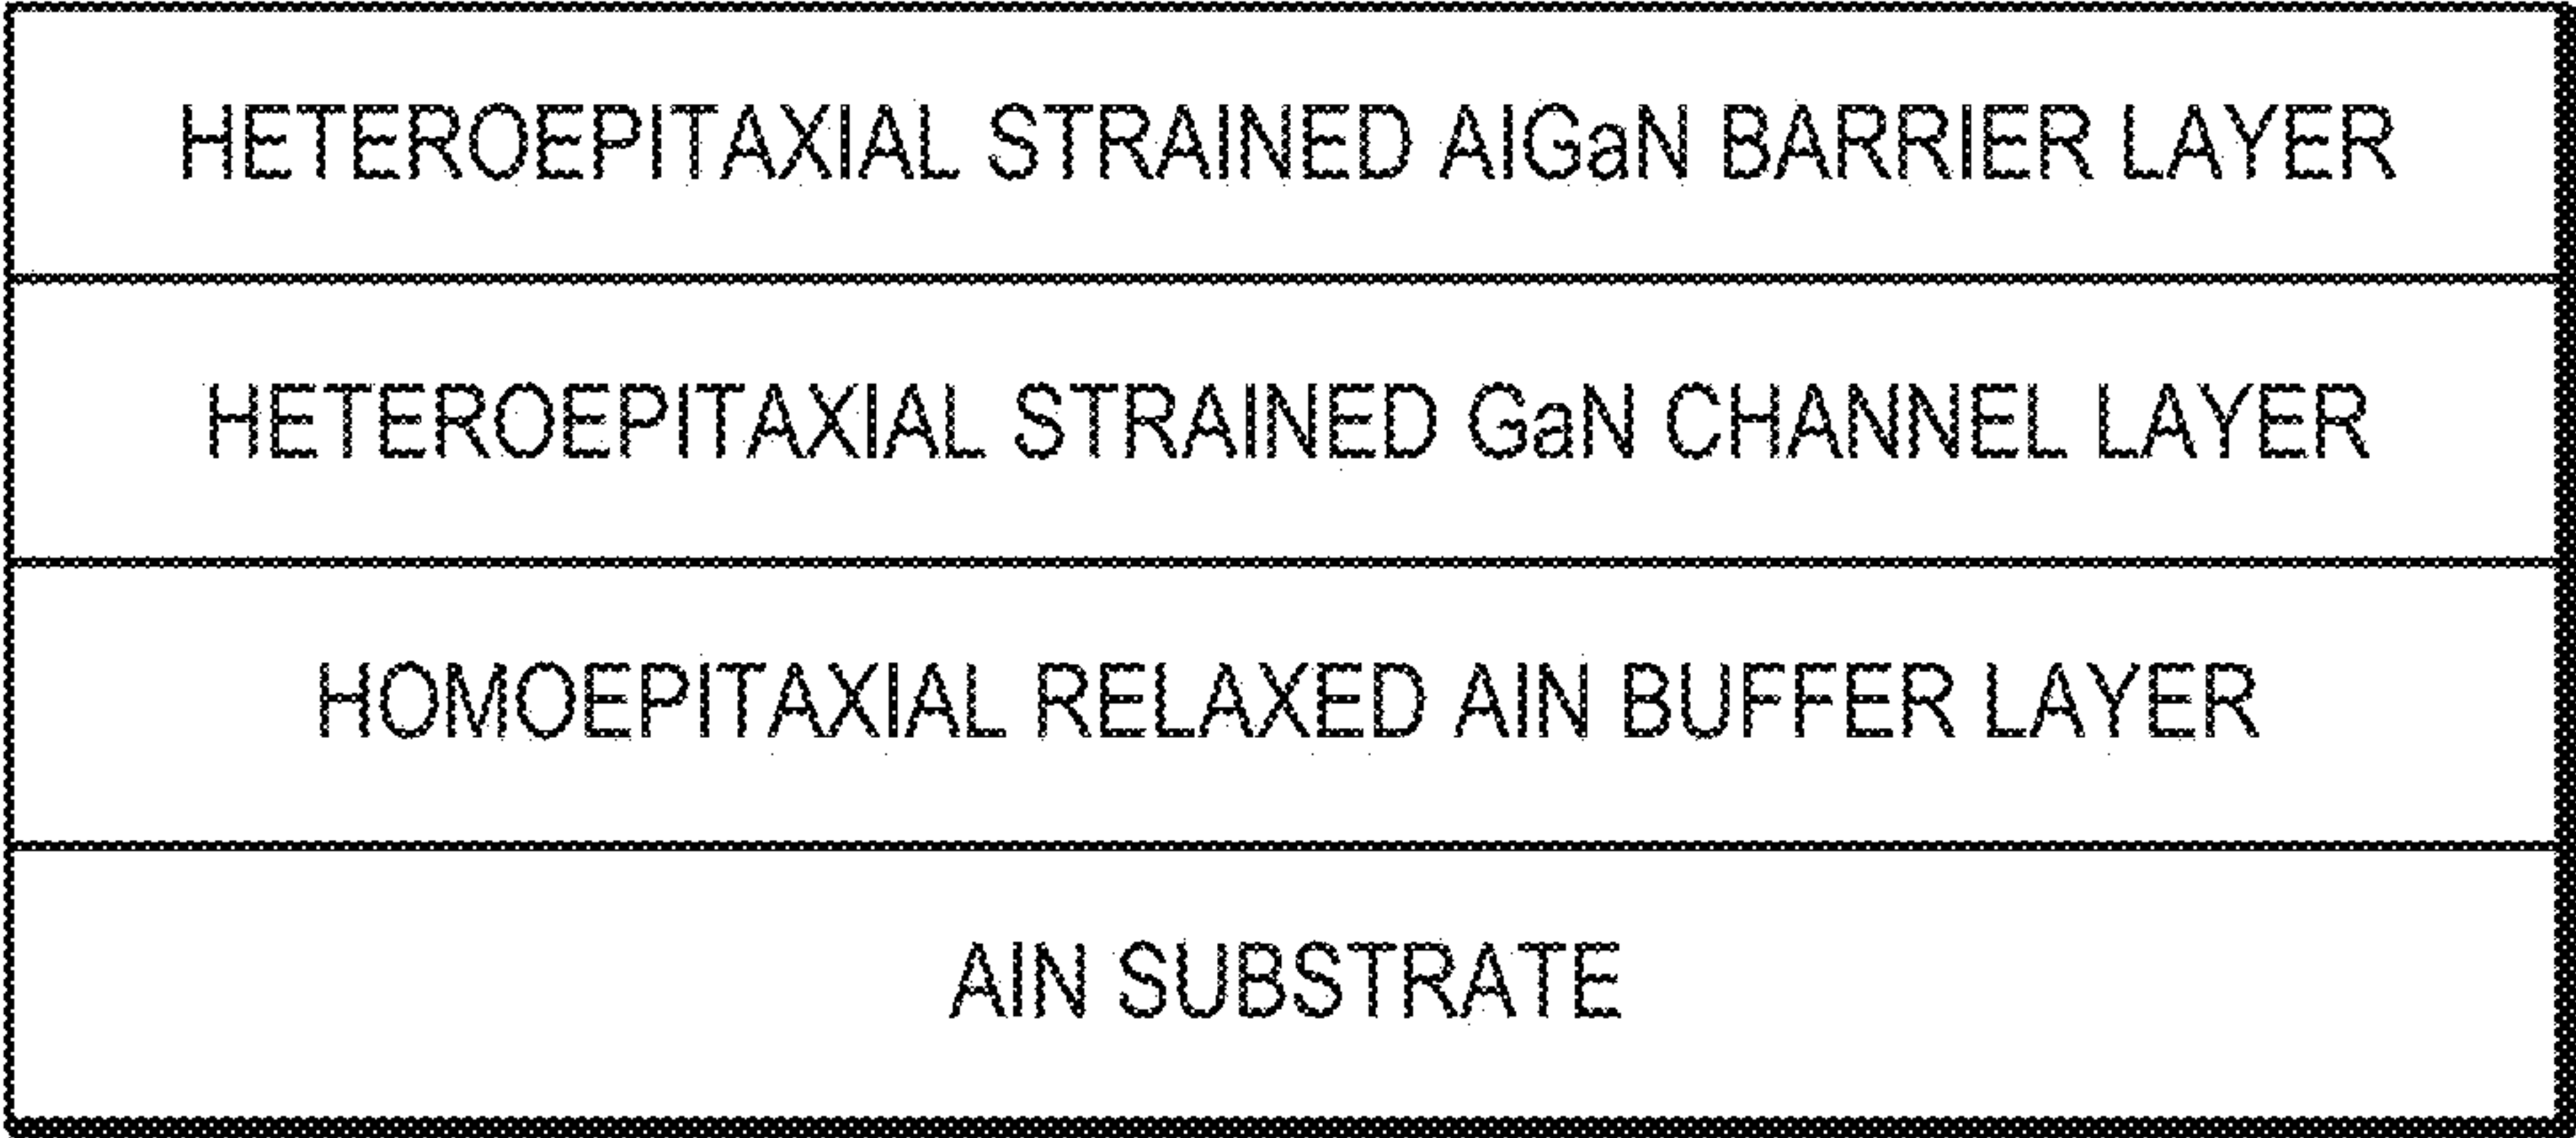 HETEROEPITAXIAL STRAINED AlGaN BARRIER LAYER
HETEROEPITAXIAL STRAINED GaN CHANNEL LAYER
HOMOEPITAXIAL RELAXED AlN BUFFER LAYER
AlN SUBSTRATE